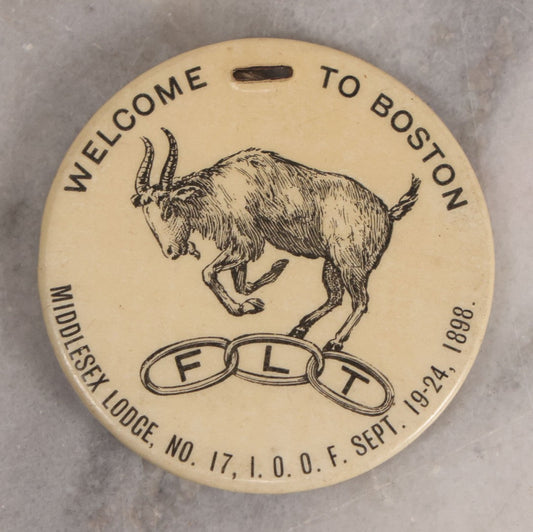 WELCOME TO BOSTON
F L T
MIDDLESEX LODGE, NO. 17, I. O. O. F. SEPT. 19-24, 1898.